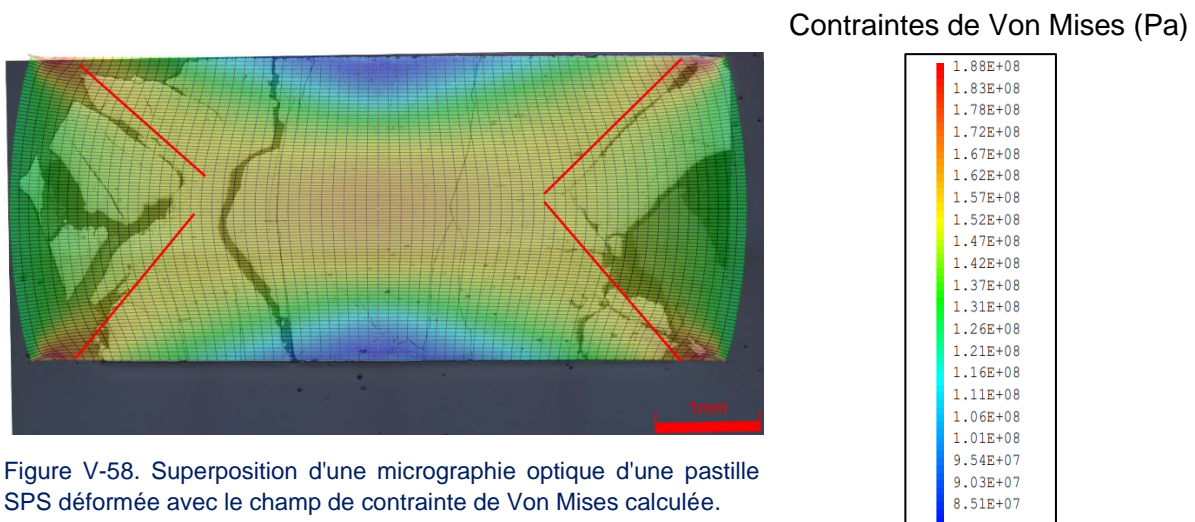 Contraintes de Von Mises (Pa)
1.88E+08
1.83E+08
1.78E+08
1.72E+08
1.67E+08
1.62E+08
1.57E+08
1.52E+08
1.47E+08
1.42E+08
1.37E+08
1.31E+08
1.26E+08
1.21E+08
1.16E+08
1.11E+08
1.06E+08
1.01E+08
9.54E+07
9.03E+07
8.51E+07
1mm
Figure V-58. Superposition d'une micrographie optique d'une pastille
SPS déformée avec le champ de contrainte de Von Mises calculée.